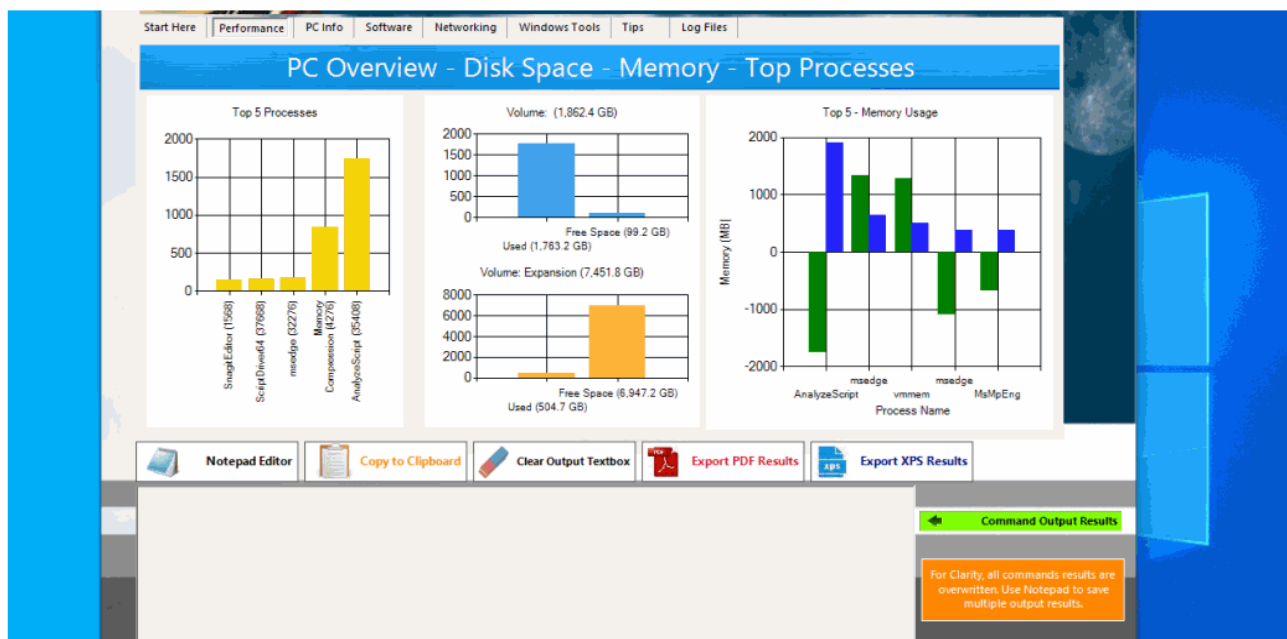 Start Here Performance PC Info Software Networking Windows Tools Tips Log Files
PC Overview - Disk Space - Memory - Top Processes
Top 5 Processes
2000
1500
1000
500
0
SnagitEditor (1568)
ScriptDriver64 (37668)
msedge (32276)
Memory
Compression (4276)
AnalyzeScript (35408)
Volume: (1,862.4 GB)
2000
1500
1000
500
0
Free Space (99.2 GB)
Used (1,763.2 GB)
Volume: Expansion (7,451.8 GB)
8000
6000
4000
2000
0
Free Space (6,947.2 GB)
Used (504.7 GB)
Top 5 - Memory Usage
Memory (MB)
2000
1000
0
-1000
-2000
msedge msedge
AnalyzeScript vmmem MsMpEng
Process Name
Notepad Editor Copy to Clipboard Clear Output Textbox PDF Export PDF Results xps Export XPS Results
Command Output Results
For Clarity, all commands results are
overwritten. Use Notepad to save
multiple output results.